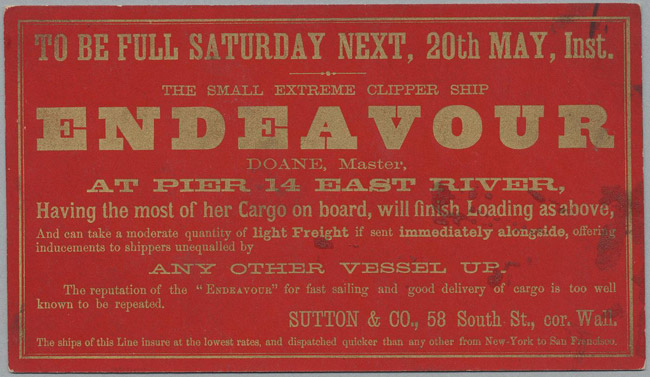 TO BE FULL SATURDAY NEXT, 20th MAY, Inst.
THE SMALL EXTREME CLIPPER SHIP
ENDEAVOUR
DOANE, Master,
AT PIER 14 EAST RIVER,
Having the most of her Cargo on board, will finish Loading as above,
And can take a moderate quantity of light Freight if sent immediately alongside, offering
inducements to shippers unequalled by
ANY OTHER VESSEL UP.
The reputation of the "ENDEAVOUR" for fast sailing and good delivery of cargo is too well
known to be repeated.
SUTTON & CO., 58 South St., cor. Wall.
The ships of this Line insure at the lowest rates, and dispatched quicker than any other from New-York to San Francisco.